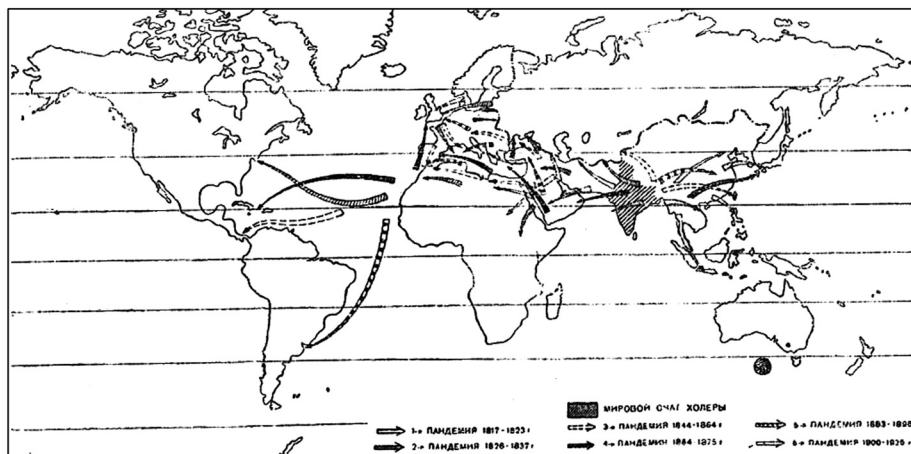 МИРОВОЙ ОЧАГ ХОЛЕРЫ
1-я ПАНДЕМИЯ 1817-1823 г
3-я ПАНДЕМИЯ 1844-1864 г
5-я ПАНДЕМИЯ 1883-1896
2-я ПАНДЕМИЯ 1826-1837 г
4-я ПАНДЕМИЯ 1864-1875 г
6-я ПАНДЕМИЯ 1900-1926 г